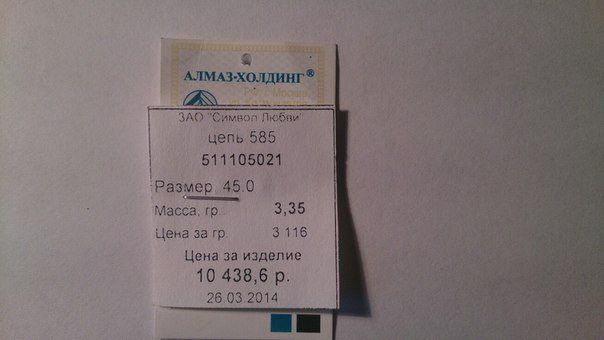 АЛМАЗ-ХОЛДИНГ®
ЗАО "Символ Любви"
цепь 585
511105021
Размер 45.0
Масса, гр. 3,35
Цена за гр. 3 116
Цена за изделие
10 438,6 р.
26.03.2014